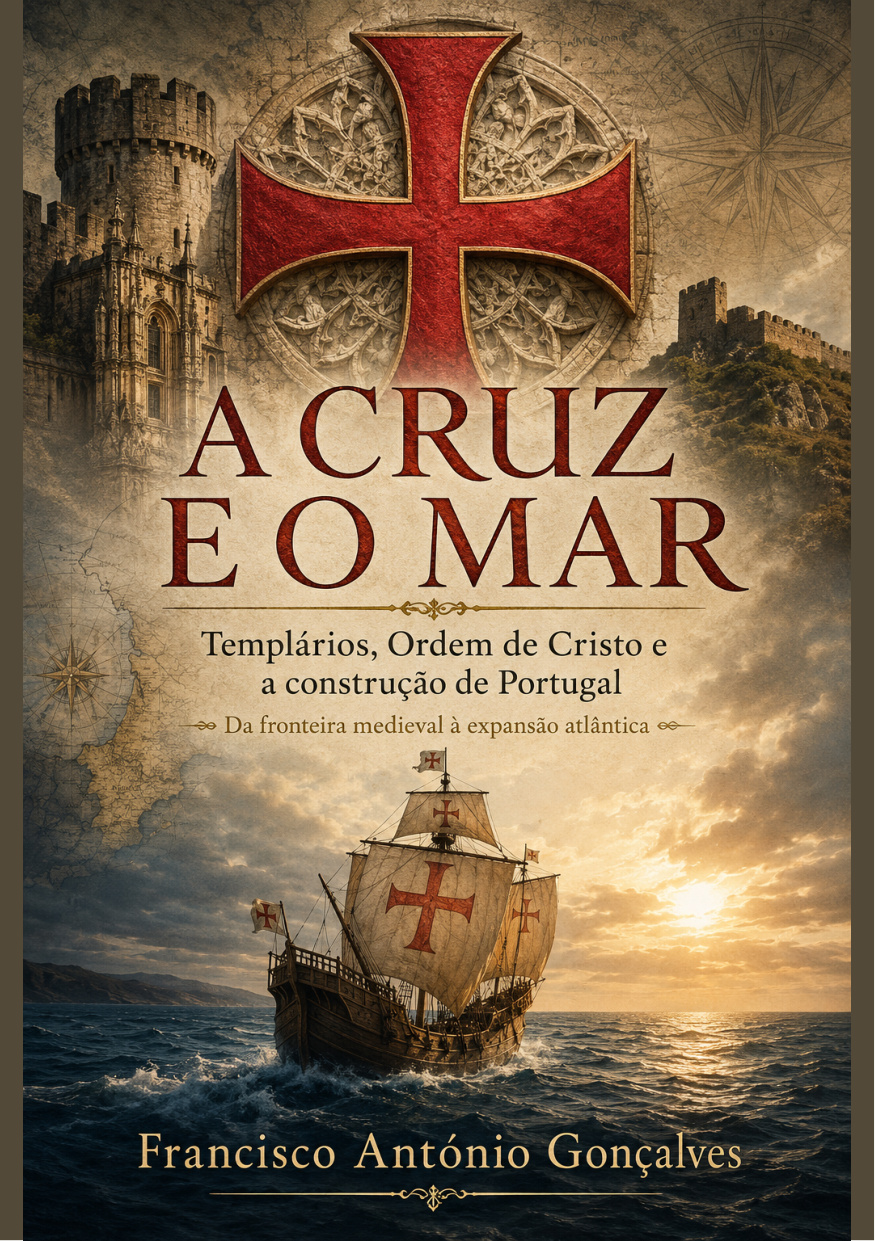 A CRUZ
E O MAR
Templários, Ordem de Cristo e
a construção de Portugal
Da fronteira medieval à expansão atlântica
Francisco António Gonçalves